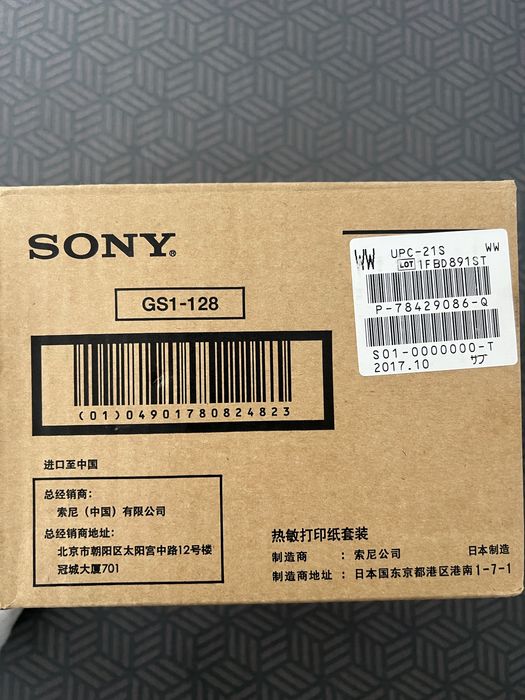 SONY®
WW UPC-21S WW
LOT 1FBD891ST
P-78429086-Q
S01-0000000-T
2017.10 サブ
GS1-128
(01)04901780824823
进口至中国
总经销商：
索尼（中国）有限公司
总经销商地址：
北京市朝阳区太阳宫中路12号楼
冠城大厦701
热敏打印纸套装
制造商 ：索尼公司 日本制造
制造商地址 ：日本国东京都港区港南1-7-1